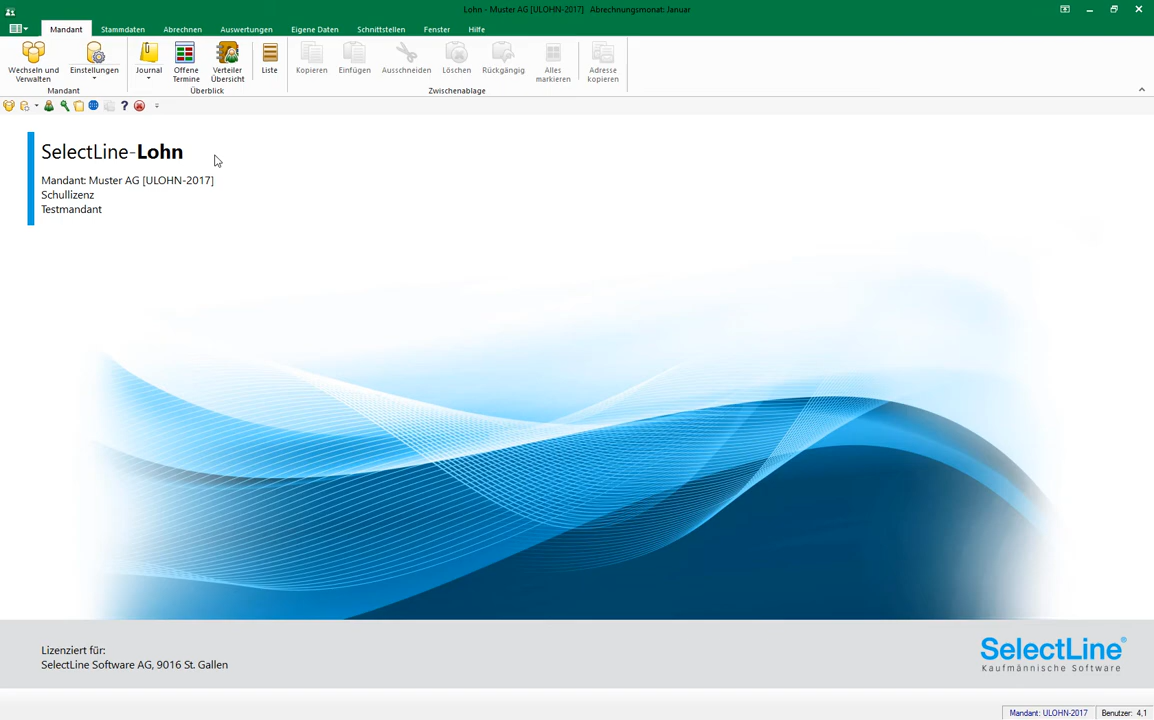 Lohn - Muster AG [ULOHN-2017]   Abrechnungsmonat: Januar
Mandant Stammdaten Abrechnen Auswertungen Eigene Daten Schnittstellen Fenster Hilfe
Wechseln und Verwalten
Einstellungen
Journal
Offene Termine
Verteiler Übersicht
Liste
Kopieren
Einfügen
Ausschneiden
Löschen
Rückgängig
Alles markieren
Adresse kopieren
Mandant
Überblick
Zwischenablage
SelectLine-Lohn
Mandant: Muster AG [ULOHN-2017]
Schullizenz
Testmandant
Lizenziert für:
SelectLine Software AG, 9016 St. Gallen
SelectLine®
Kaufmännische Software
Mandant: ULOHN-2017 Benutzer: 4,1